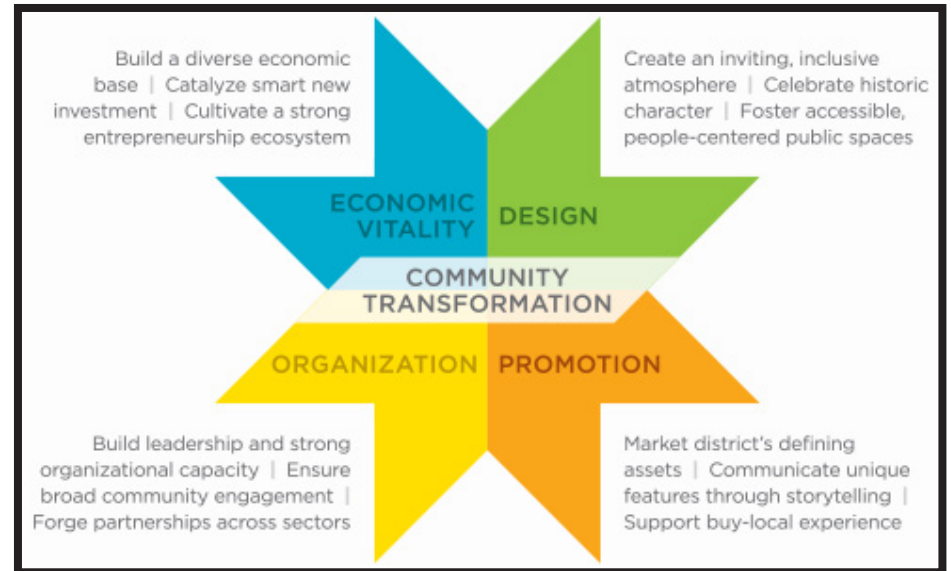 Build a diverse economic
base | Catalyze smart new
investment | Cultivate a strong
entrepreneurship ecosystem
Create an inviting, inclusive
atmosphere | Celebrate historic
character | Foster accessible,
people-centered public spaces
ECONOMIC
VITALITY
DESIGN
COMMUNITY
TRANSFORMATION
ORGANIZATION
PROMOTION
Build leadership and strong
organizational capacity | Ensure
broad community engagement |
Forge partnerships across sectors
Market district's defining
assets | Communicate unique
features through storytelling |
Support buy-local experience